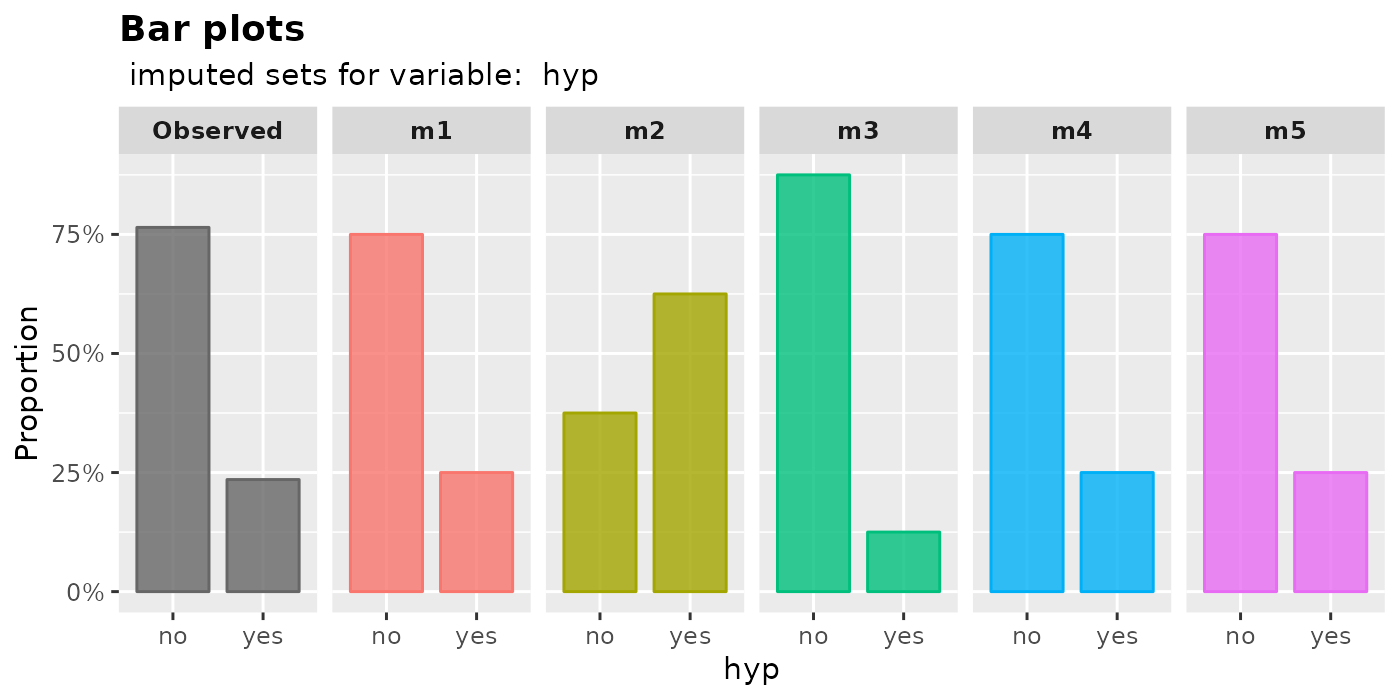 Bar plots
imputed sets for variable:  hyp
Observed m1 m2 m3 m4 m5
Proportion
75%
50%
25%
0%
no yes no yes no yes no yes no yes no yes
hyp